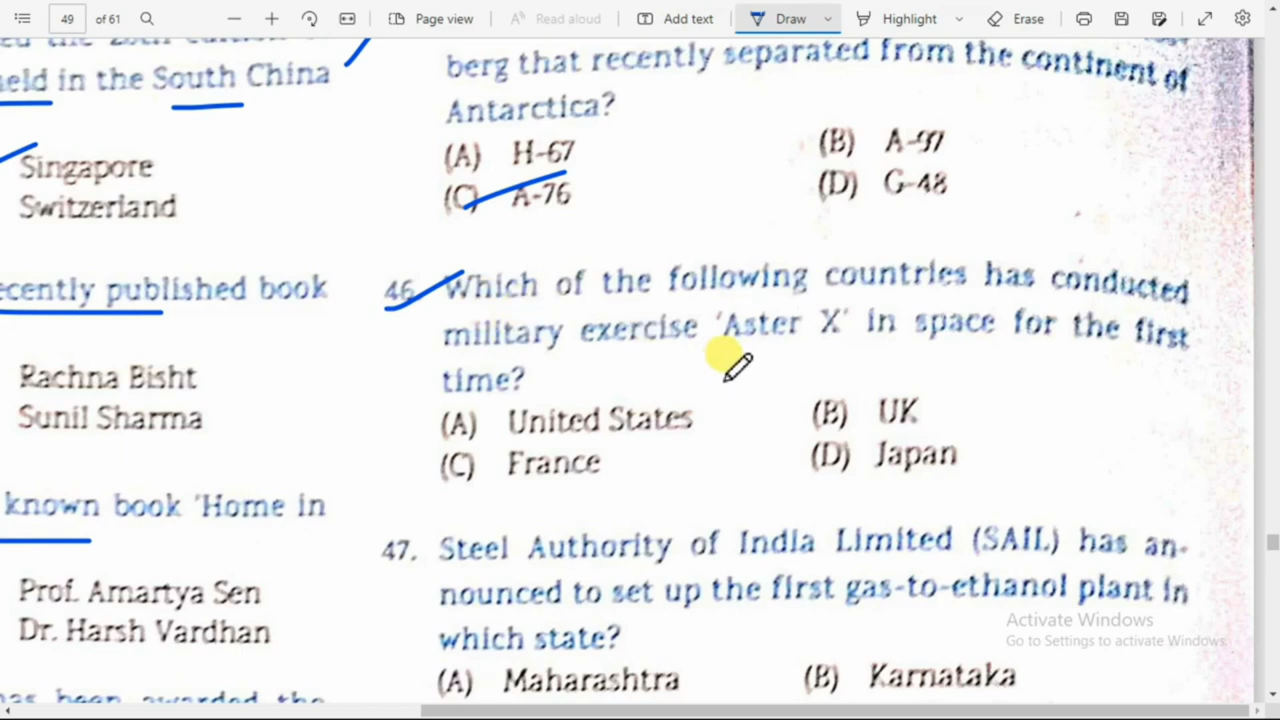 49 of 61
Page view
Read aloud
Add text
Draw
Highlight
Erase
held in the South China
Singapore
Switzerland
ecently published book
Rachna Bisht
Sunil Sharma
known book 'Home in
Prof. Amartya Sen
Dr. Harsh Vardhan
has been awarded the
berg that recently separated from the continent of
Antarctica?
(A) H-67
(B) A-97
(C) A-76
(D) G-48
46. Which of the following countries has conducted
military exercise 'Aster X' in space for the first
time?
(A) United States
(B) UK
(C) France
(D) Japan
47. Steel Authority of India Limited (SAIL) has an-
nounced to set up the first gas-to-ethanol plant in
which state?
(A) Maharashtra
(B) Karnataka
Activate Windows
Go to Settings to activate Windows.